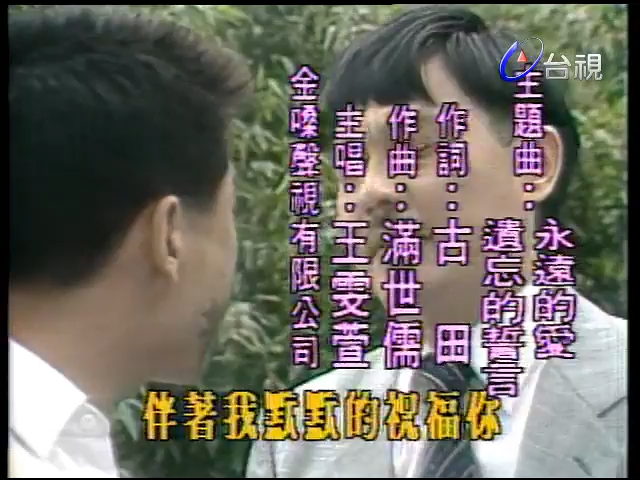 台視
主題曲：永遠的愛
遺忘的誓言
作詞：古田
作曲：滿世儒
主唱：王雯萱
金嗓聲視有限公司
伴著我默默的祝福你